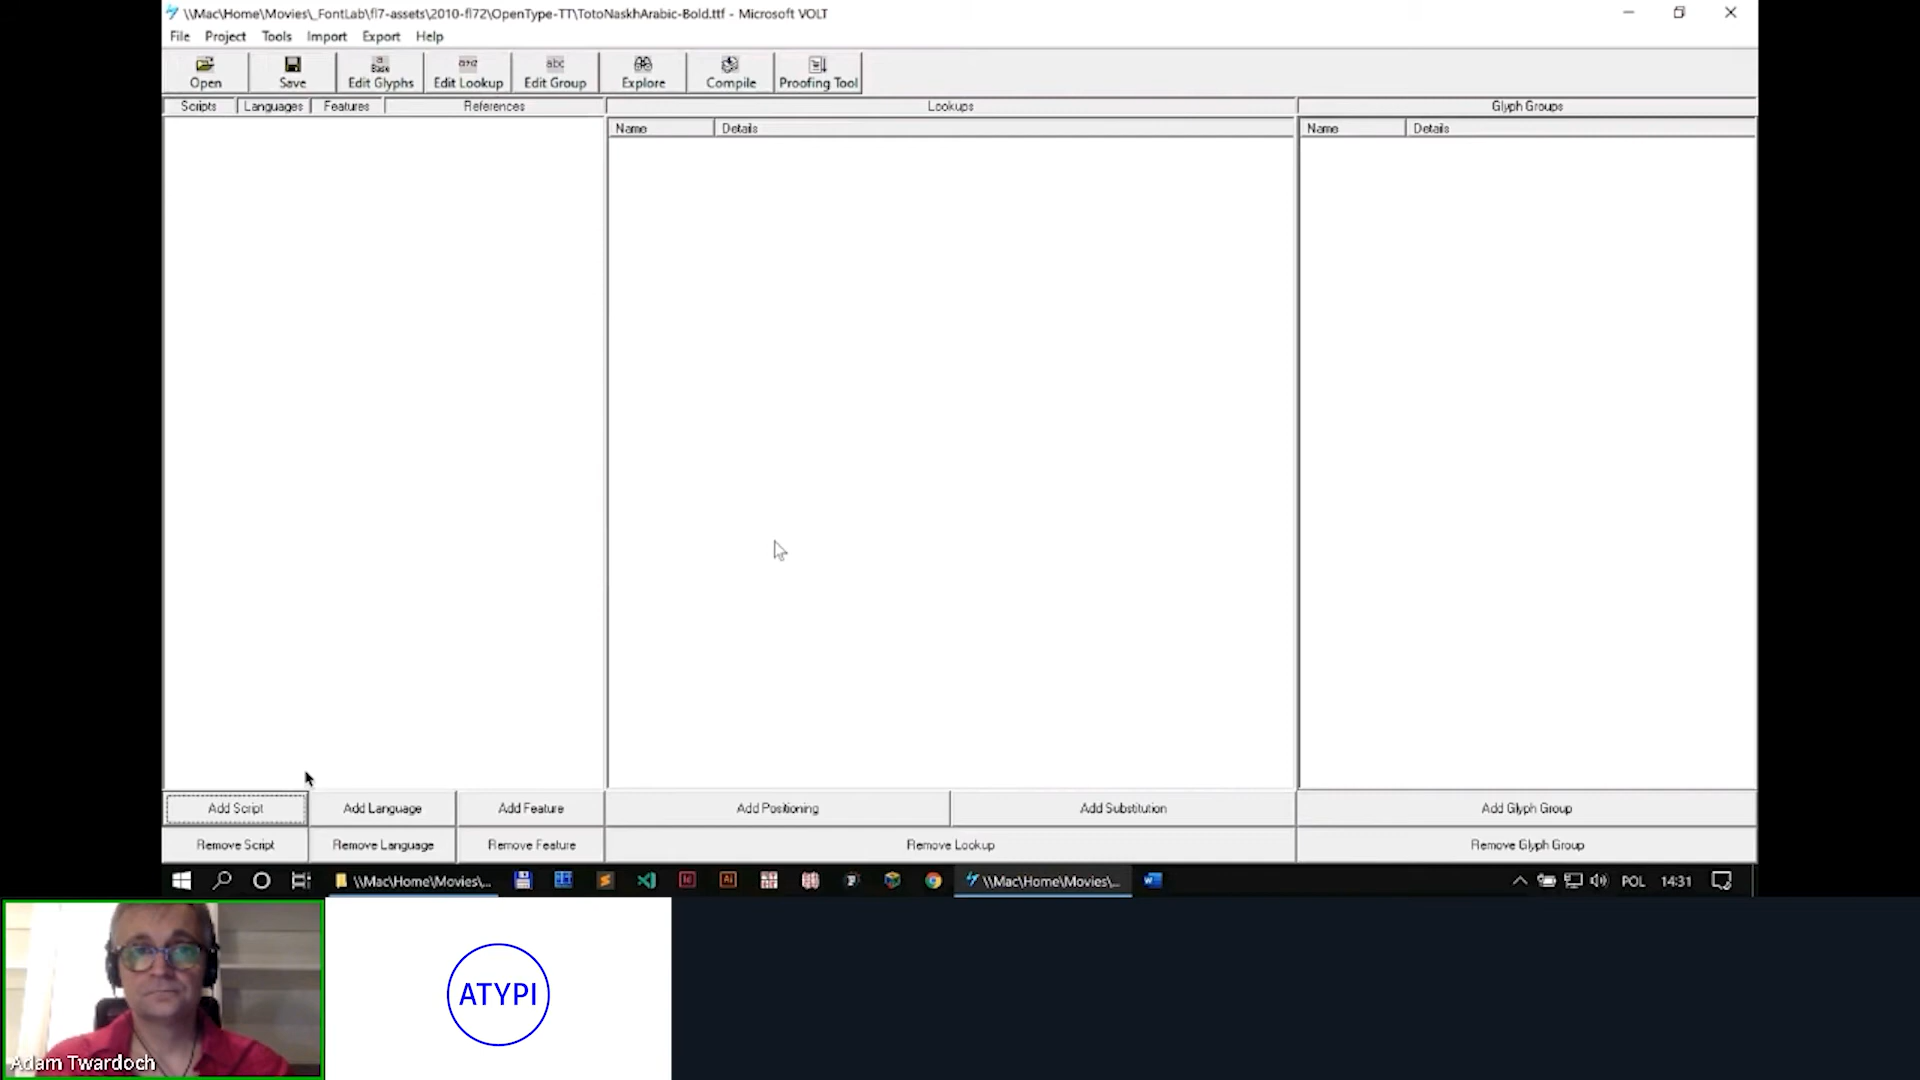 \\Mac\Home\Movies\_FontLab\fl7-assets\2010-fl72\OpenType-TT\TotoNaskhArabic-Bold.ttf - Microsoft VOLT
File Project Tools Import Export Help
Open Save Edit Glyphs Edit Lookup Edit Group Explore Compile Proofing Tool
Scripts Languages Features References Lookups Glyph Groups
Name Details Name Details
Add Script Add Language Add Feature Add Positioning Add Substitution Add Glyph Group
Remove Script Remove Language Remove Feature Remove Lookup Remove Glyph Group
\\Mac\Home\Movies\... \\Mac\Home\Movies\... POL 14:31
ATYPI
Adam Twardoch